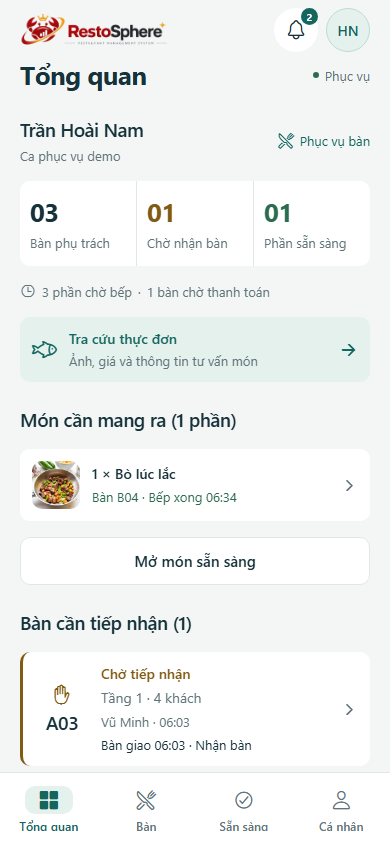 RestoSphere
RESTAURANT MANAGEMENT SYSTEM
2
HN
Tổng quan
Phục vụ
Trần Hoài Nam
Ca phục vụ demo
Phục vụ bàn
03
01
01
Bàn phụ trách
Chờ nhận bàn
Phần sẵn sàng
3 phần chờ bếp · 1 bàn chờ thanh toán
Tra cứu thực đơn
Ảnh, giá và thông tin tư vấn món
Món cần mang ra (1 phần)
1 × Bò lúc lắc
Bàn B04 · Bếp xong 06:34
Mở món sẵn sàng
Bàn cần tiếp nhận (1)
Chờ tiếp nhận
Tầng 1 · 4 khách
A03
Vũ Minh · 06:03
Bàn giao 06:03 · Nhận bàn
Tổng quan
Bàn
Sẵn sàng
Cá nhân